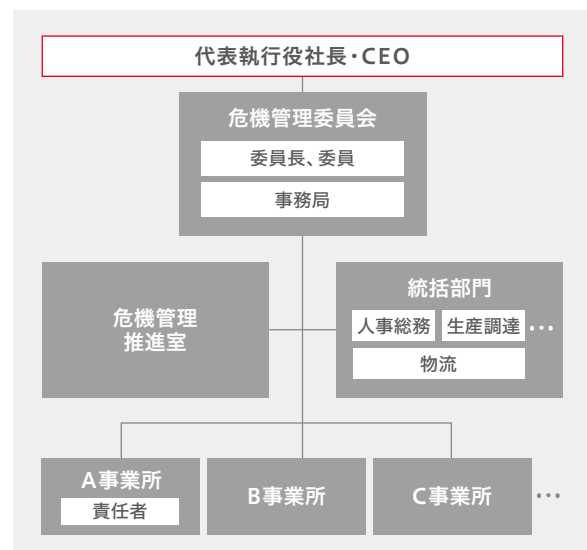 代表執行役社長・CEO
危機管理委員会
委員長、委員
事務局
危機管理
推進室
統括部門
人事総務 生産調達 …
物流
A事業所
責任者
B事業所
C事業所 …